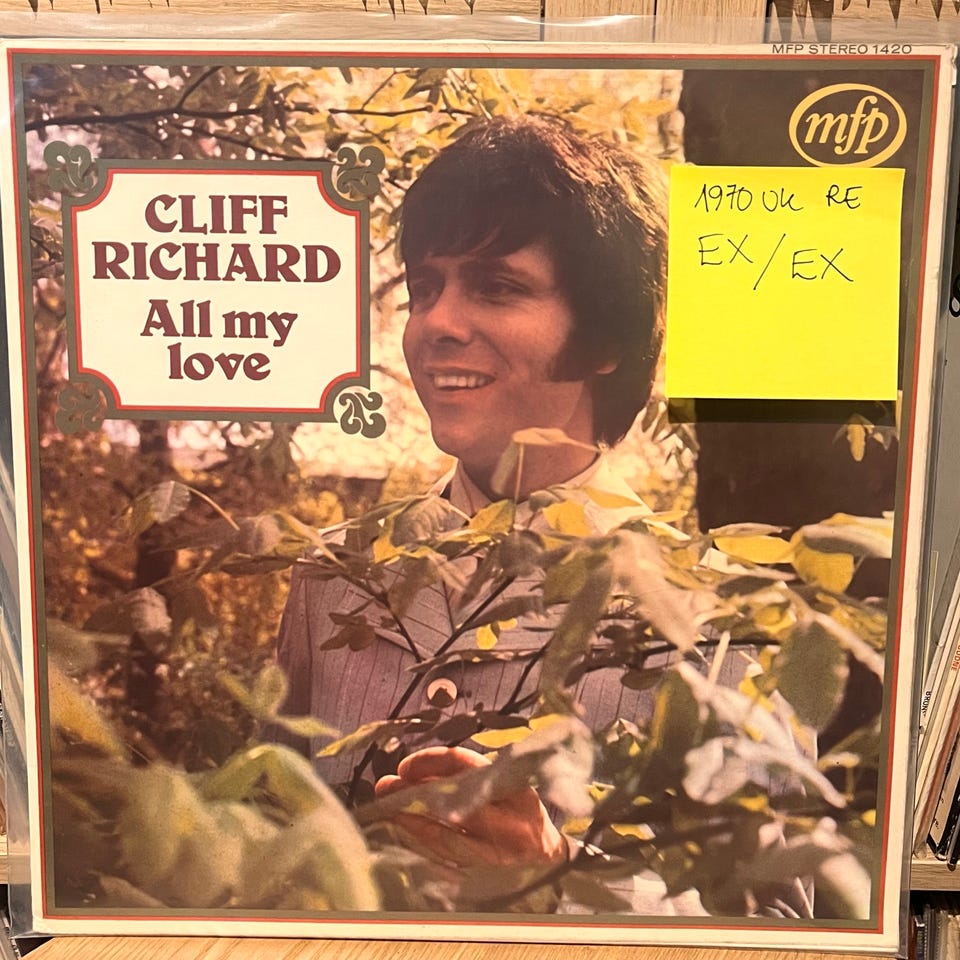 MFP STEREO 1420
mfp
CLIFF
RICHARD
All my
love
1970 UK RE
EX/EX